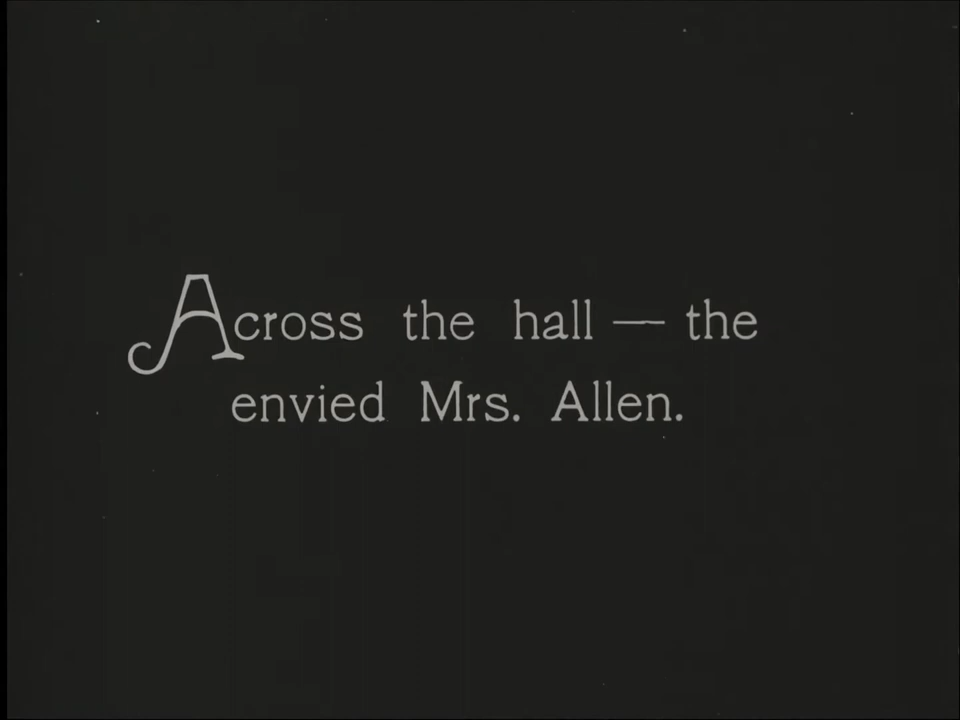 Across the hall — the
envied Mrs. Allen.